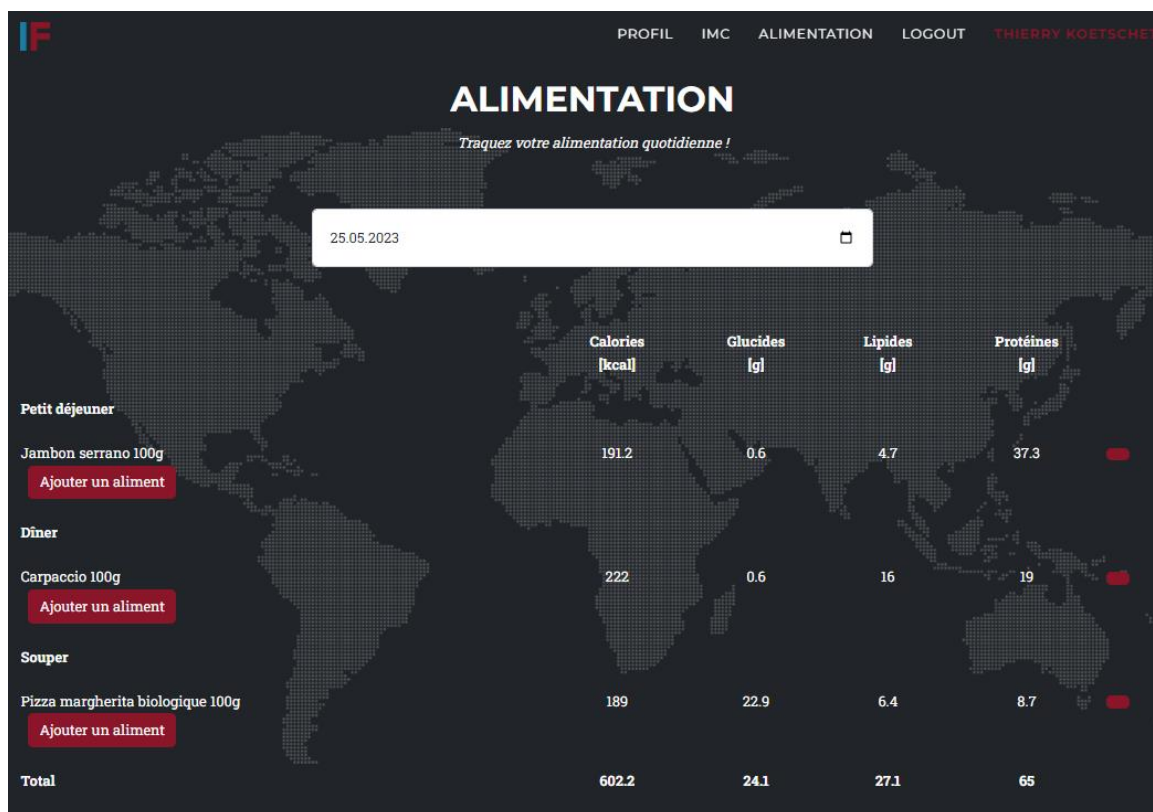 IF
PROFIL IMC ALIMENTATION LOGOUT THIERRY KOETSCHET
ALIMENTATION
Traquez votre alimentation quotidienne !
25.05.2023
Calories Glucides Lipides Protéines
[kcal] [g] [g] [g]
Petit déjeuner
Jambon serrano 100g 191.2 0.6 4.7 37.3
Ajouter un aliment
Dîner
Carpaccio 100g 222 0.6 16 19
Ajouter un aliment
Souper
Pizza margherita biologique 100g 189 22.9 6.4 8.7
Ajouter un aliment
Total 602.2 24.1 27.1 65